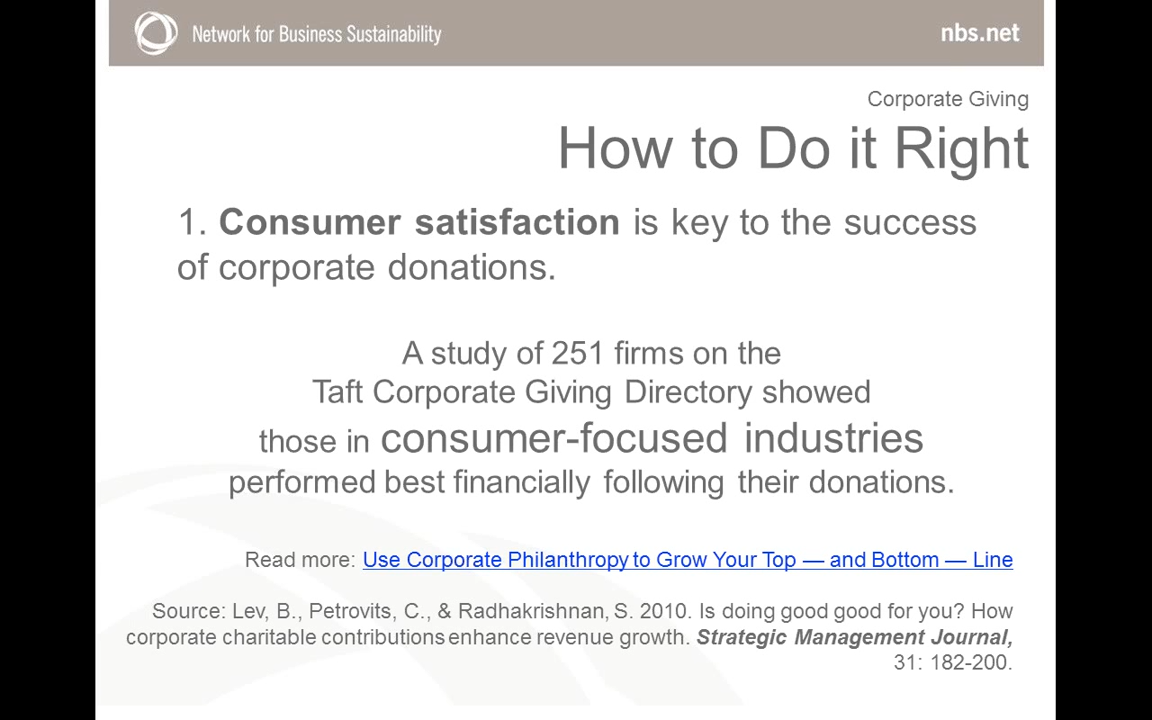 Network for Business Sustainability
nbs.net
Corporate Giving
How to Do it Right
1. Consumer satisfaction is key to the success
of corporate donations.
A study of 251 firms on the
Taft Corporate Giving Directory showed
those in consumer-focused industries
performed best financially following their donations.
Read more: Use Corporate Philanthropy to Grow Your Top — and Bottom — Line
Source: Lev, B., Petrovits, C., & Radhakrishnan, S. 2010. Is doing good good for you? How
corporate charitable contributions enhance revenue growth. Strategic Management Journal,
31: 182-200.